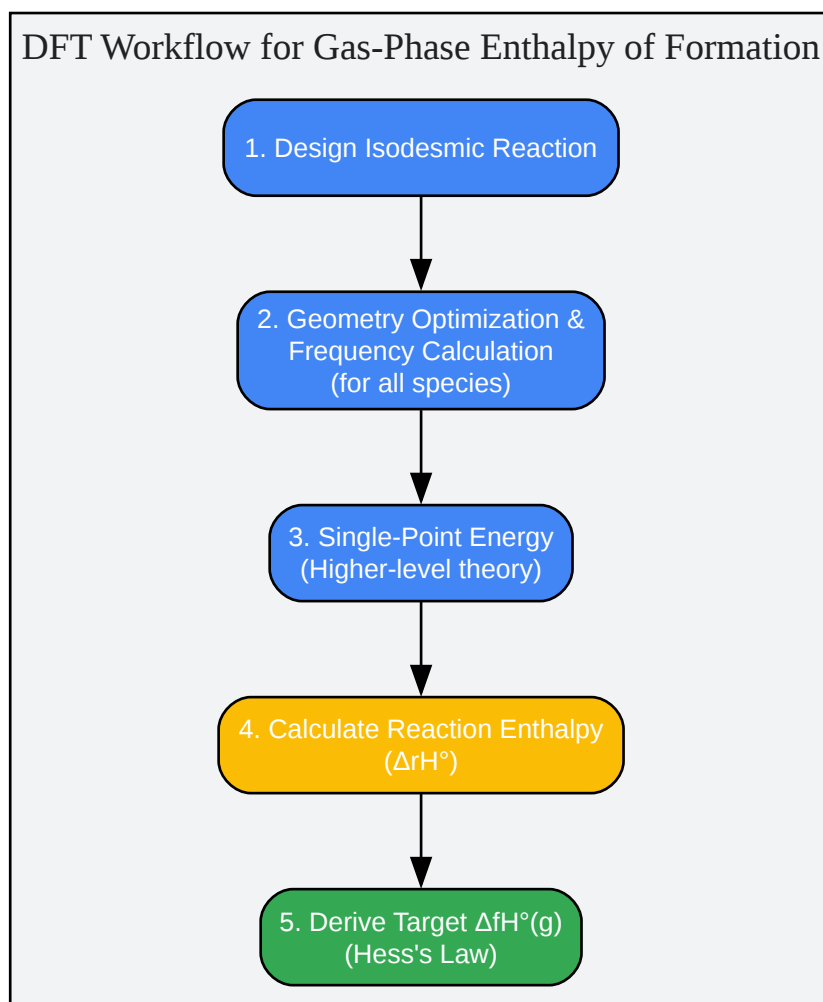 DFT Workflow for Gas-Phase Enthalpy of Formation
1. Design Isodesmic Reaction
2. Geometry Optimization &
Frequency Calculation
(for all species)
3. Single-Point Energy
(Higher-level theory)
4. Calculate Reaction Enthalpy
(ΔrH°)
5. Derive Target ΔfH°(g)
(Hess's Law)